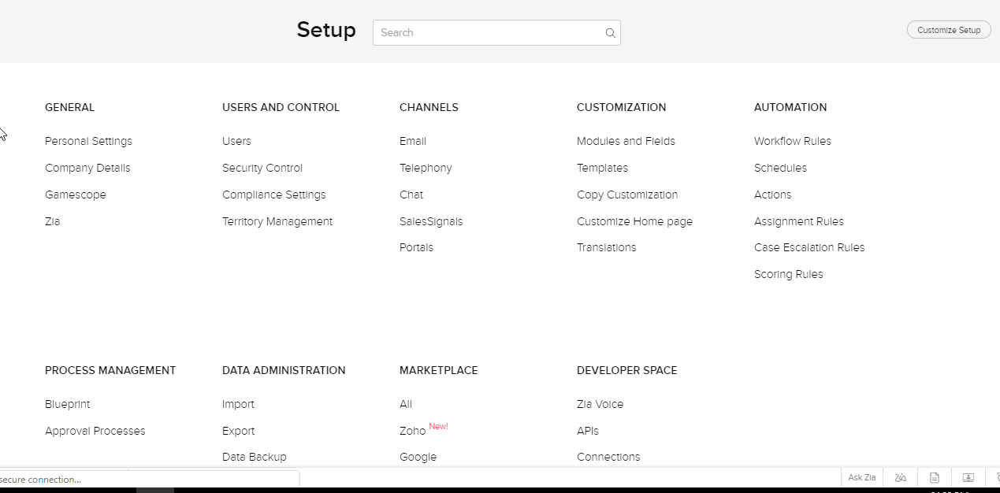 Setup
Search
Customize Setup
GENERAL
Personal Settings
Company Details
Gamescope
Zia
USERS AND CONTROL
Users
Security Control
Compliance Settings
Territory Management
CHANNELS
Email
Telephony
Chat
SalesSignals
Portals
CUSTOMIZATION
Modules and Fields
Templates
Copy Customization
Customize Home page
Translations
AUTOMATION
Workflow Rules
Schedules
Actions
Assignment Rules
Case Escalation Rules
Scoring Rules
PROCESS MANAGEMENT
Blueprint
Approval Processes
DATA ADMINISTRATION
Import
Export
Data Backup
MARKETPLACE
All
Zoho New!
Google
DEVELOPER SPACE
Zia Voice
APIs
Connections
secure connection...
Ask Zia